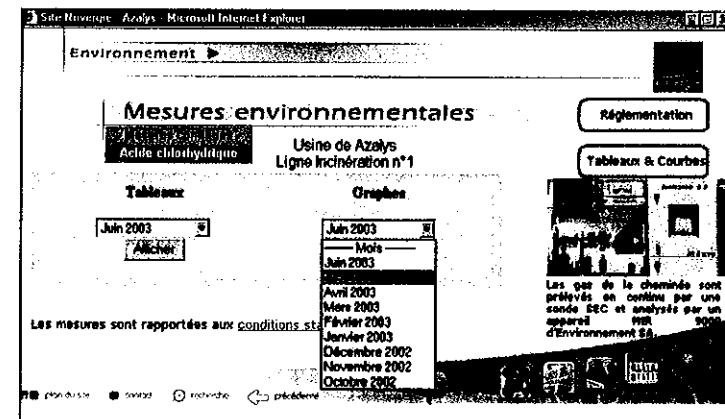 Site Novergie - Azalys - Microsoft Internet Explorer
Environnement
Mesures environnementales
Réglementation
Acide chlorhydrique
Usine de Azalys
Ligne Incinération n°1
Tableaux & Courbes
Tableaux
Graphes
Juin 2003
Juin 2003
Afficher
Mois
Juin 2003
Avril 2003
Mars 2003
Février 2003
Janvier 2003
Décembre 2002
Novembre 2002
Octobre 2002
Les gaz de la cheminée sont
prélevés en continu par une
sonde SEC et analysés par un
appareil MIR 9000
d'Environnement SA.
Les mesures sont rapportées aux conditions sta
plan du site
contact
recherche
précédente